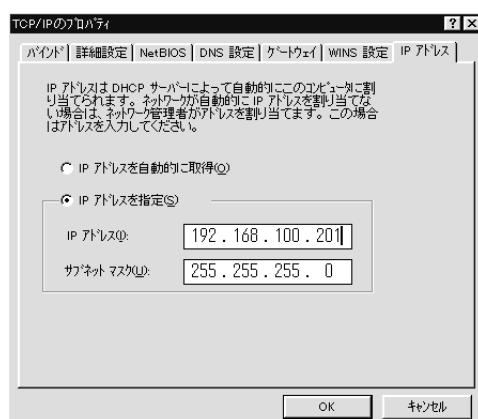 TCP/IPのプロパティ
バインド 詳細設定 NetBIOS DNS 設定 ゲートウェイ WINS 設定 IP アドレス
IP アドレスは DHCP サーバーによって自動的にこのコンピュータに割
り当てられます。ネットワークが自動的に IP アドレスを割り当てな
い場合は、ネットワーク管理者がアドレスを割り当てます。この場合
はアドレスを入力してください。
IP アドレスを自動的に取得(O)
IP アドレスを指定(S)
IP アドレス(I): 192 . 168 . 100 . 201
サブネット マスク(U): 255 . 255 . 255 . 0
OK キャンセル